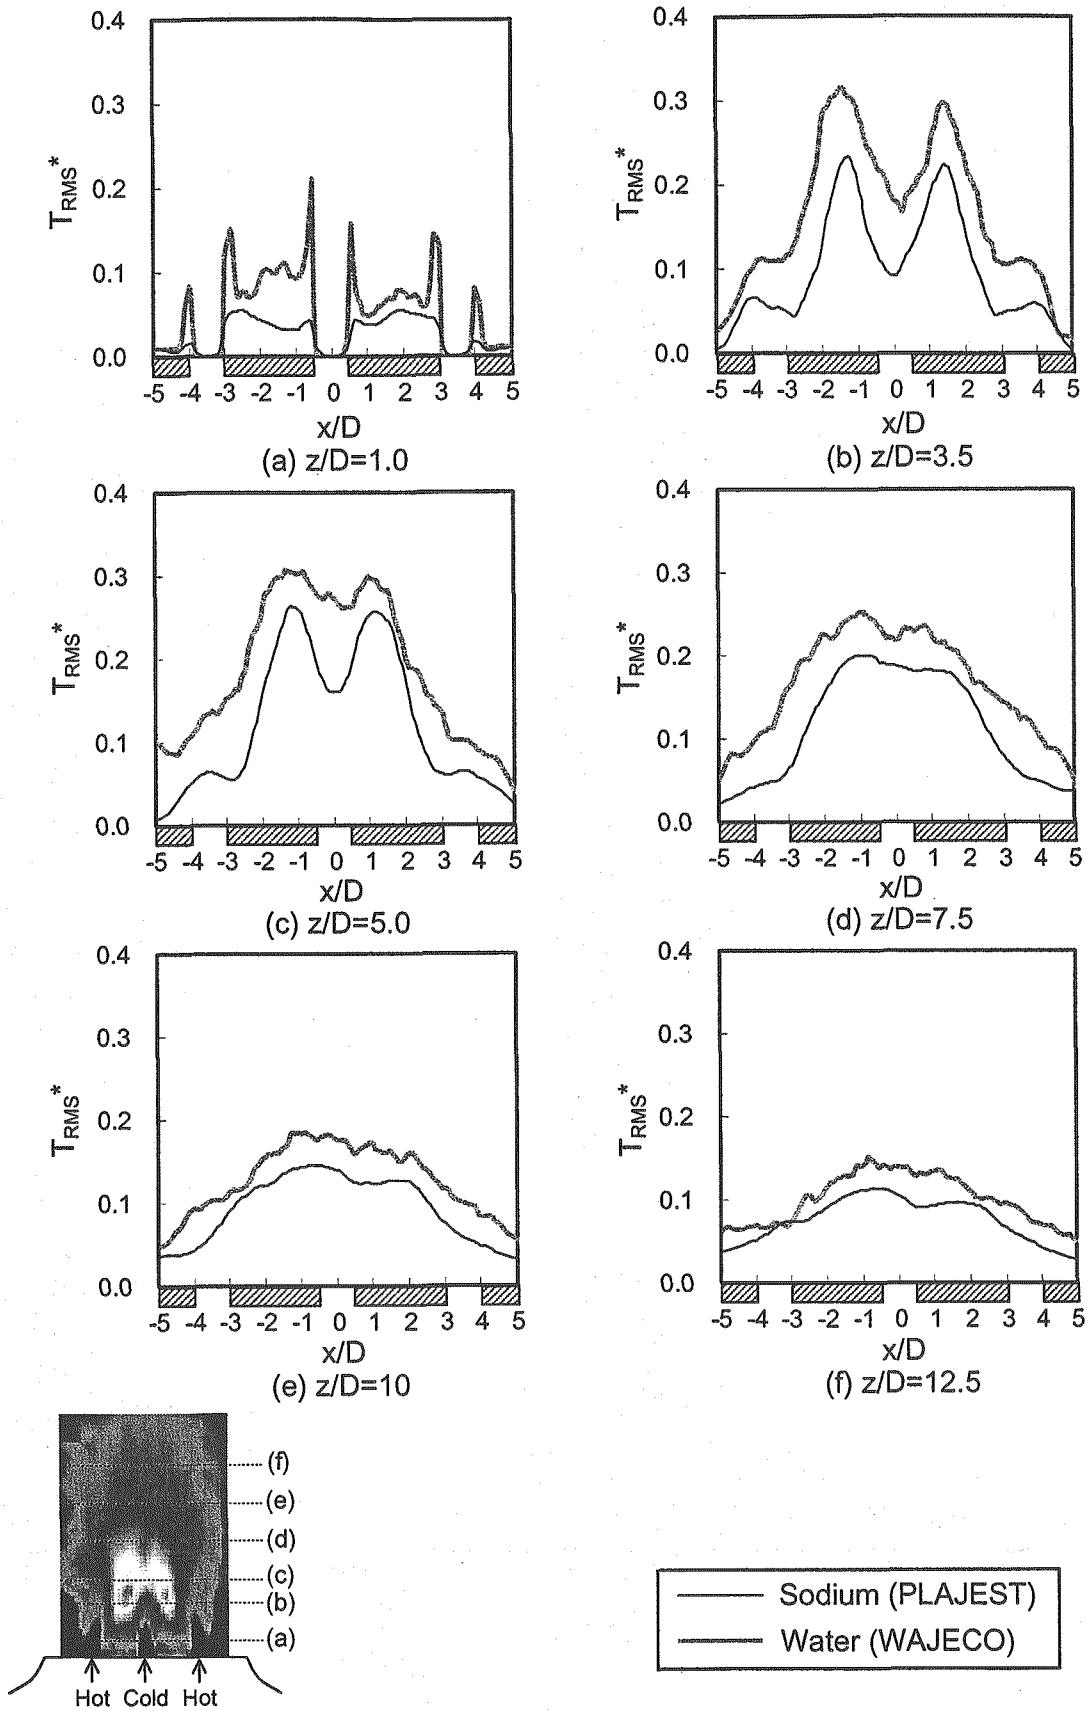 0.4 0.3 0.2 0.1 0.0
T_RMS*
-5 -4 -3 -2 -1 0 1 2 3 4 5
x/D
(a) z/D=1.0
0.4 0.3 0.2 0.1 0.0
T_RMS*
-5 -4 -3 -2 -1 0 1 2 3 4 5
x/D
(b) z/D=3.5
0.4 0.3 0.2 0.1 0.0
T_RMS*
-5 -4 -3 -2 -1 0 1 2 3 4 5
x/D
(c) z/D=5.0
0.4 0.3 0.2 0.1 0.0
T_RMS*
-5 -4 -3 -2 -1 0 1 2 3 4 5
x/D
(d) z/D=7.5
0.4 0.3 0.2 0.1 0.0
T_RMS*
-5 -4 -3 -2 -1 0 1 2 3 4 5
x/D
(e) z/D=10
0.4 0.3 0.2 0.1 0.0
T_RMS*
-5 -4 -3 -2 -1 0 1 2 3 4 5
x/D
(f) z/D=12.5
(f)
(e)
(d)
(c)
(b)
(a)
Hot Cold Hot
Sodium (PLAJEST)
Water (WAJECO)